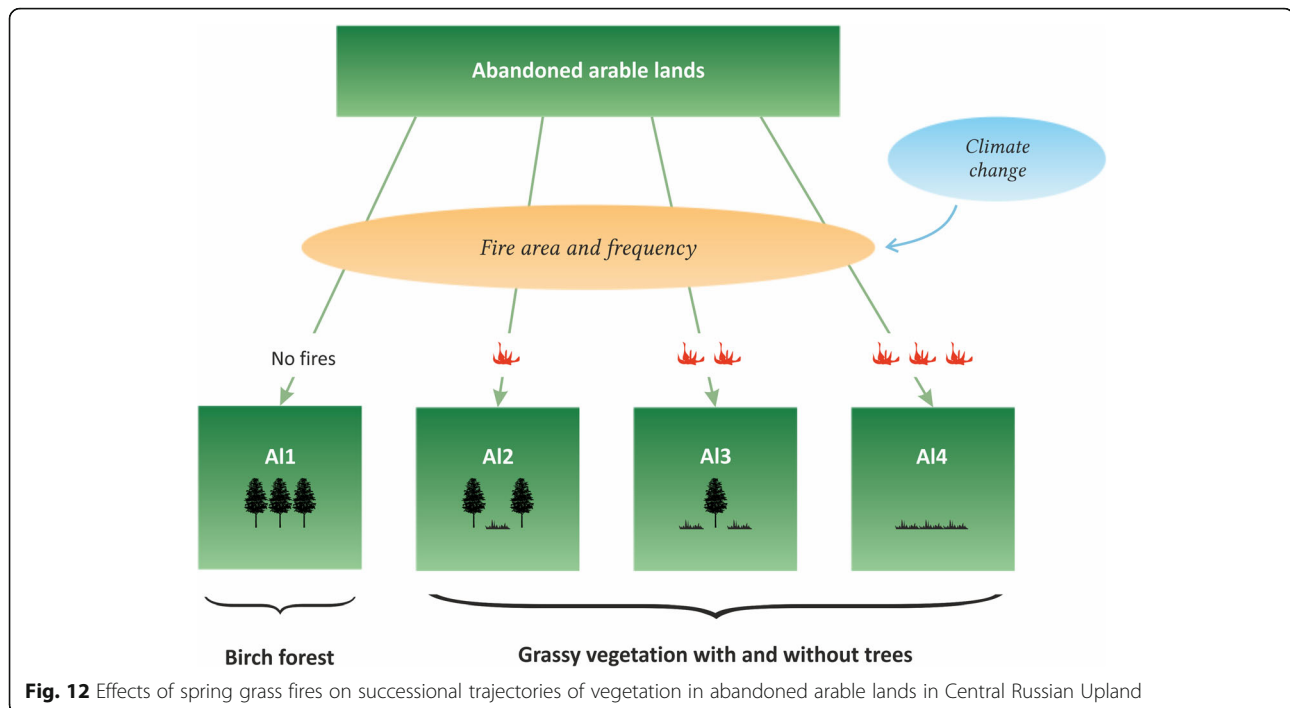 Abandoned arable lands
Climate
change
Fire area and frequency
No fires
Al1
Al2
Al3
Al4
Birch forest
Grassy vegetation with and without trees
Fig. 12 Effects of spring grass fires on successional trajectories of vegetation in abandoned arable lands in Central Russian Upland